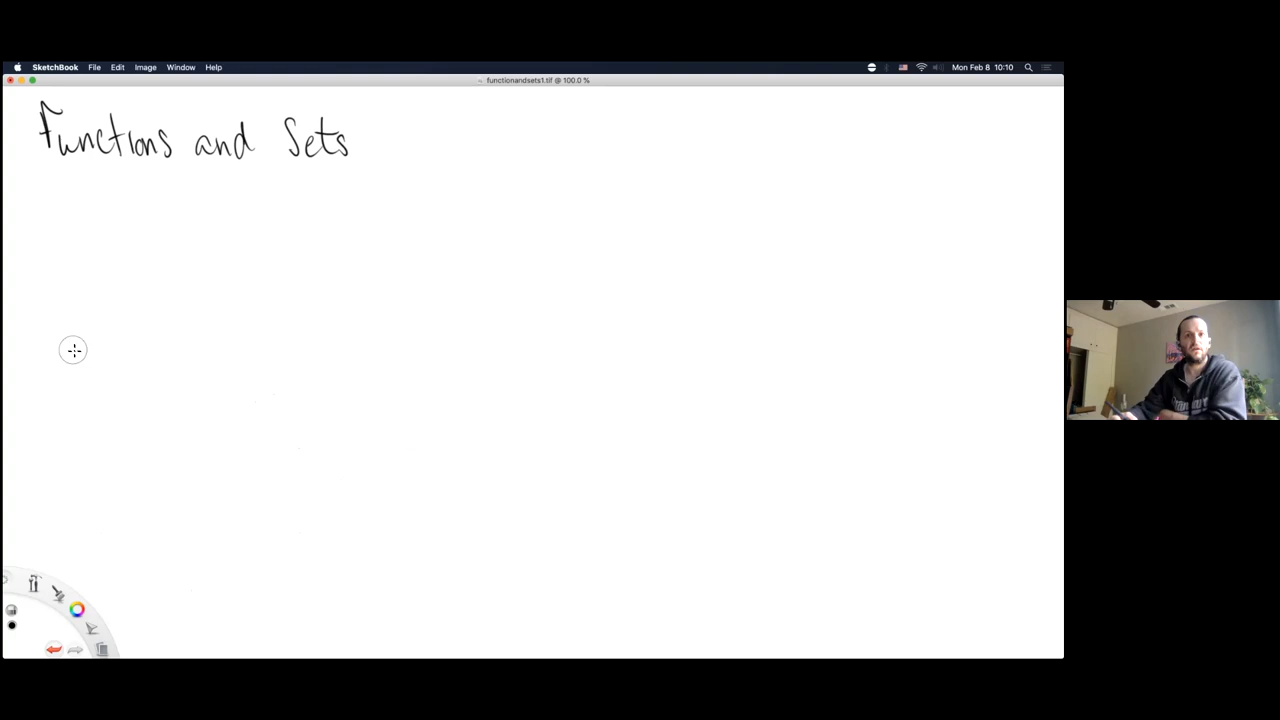 SketchBook File Edit Image Window Help Mon Feb 8 10:10
functionandsets1.tif @ 100.0 %
Functions and Sets